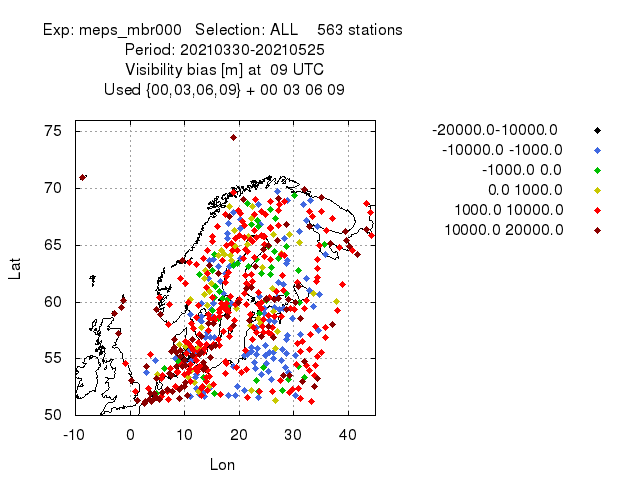 Exp: meps_mbr000   Selection: ALL    563 stations
Period: 20210330-20210525
Visibility bias [m] at  09 UTC
Used {00,03,06,09} + 00 03 06 09
-20000.0-10000.0
-10000.0 -1000.0
-1000.0 0.0
0.0 1000.0
1000.0 10000.0
10000.0 20000.0
75
70
65
60
55
50
Lat
-10 0 10 20 30 40
Lon